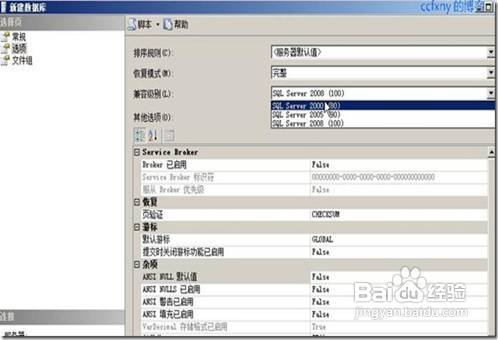 新建数据库
ccfxny 的博客
选择页
常规
选项
文件组
脚本
帮助
排序规则(C):
<服务器默认值>
恢复模式(M):
完整
兼容级别(L):
SQL Server 2008 (100)
SQL Server 2000 (80)
SQL Server 2005 (90)
SQL Server 2008 (100)
其他选项(O):
Service Broker
Broker 已启用 False
Service Broker 标识符 00000000-0000-0000-0000-000000000000
服从 Broker 优先级 False
恢复
页验证 CHECKSUM
游标
默认游标 GLOBAL
提交时关闭游标功能已启用 False
杂项
ANSI NULL 默认值 False
ANSI NULLS 已启用 False
ANSI 警告已启用 False
ANSI 填充已启用 False
VarDecimal 存储格式已启用 True
连接
Baidu 经验
jingyan.baidu.com